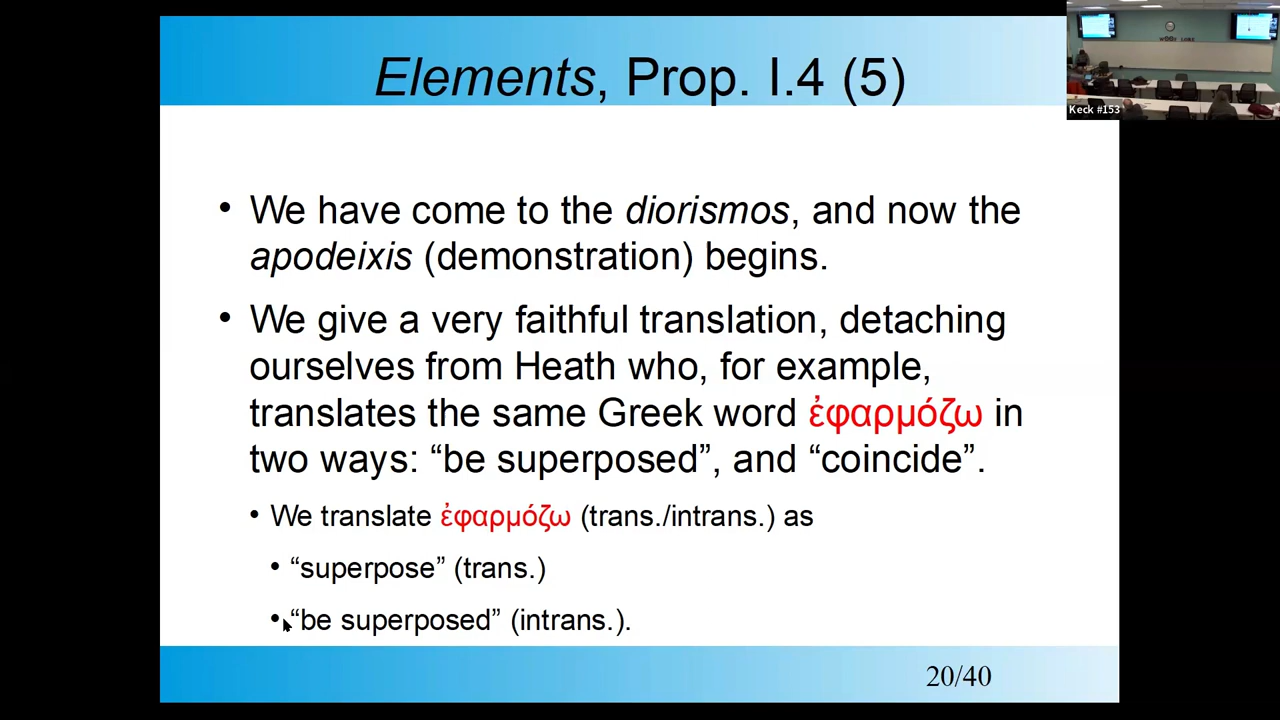 Elements, Prop. I.4 (5)
Keck #153
• We have come to the diorismos, and now the
apodeixis (demonstration) begins.
• We give a very faithful translation, detaching
ourselves from Heath who, for example,
translates the same Greek word ἐφαρμόζω in
two ways: “be superposed”, and “coincide”.
• We translate ἐφαρμόζω (trans./intrans.) as
• “superpose” (trans.)
• “be superposed” (intrans.).
20/40